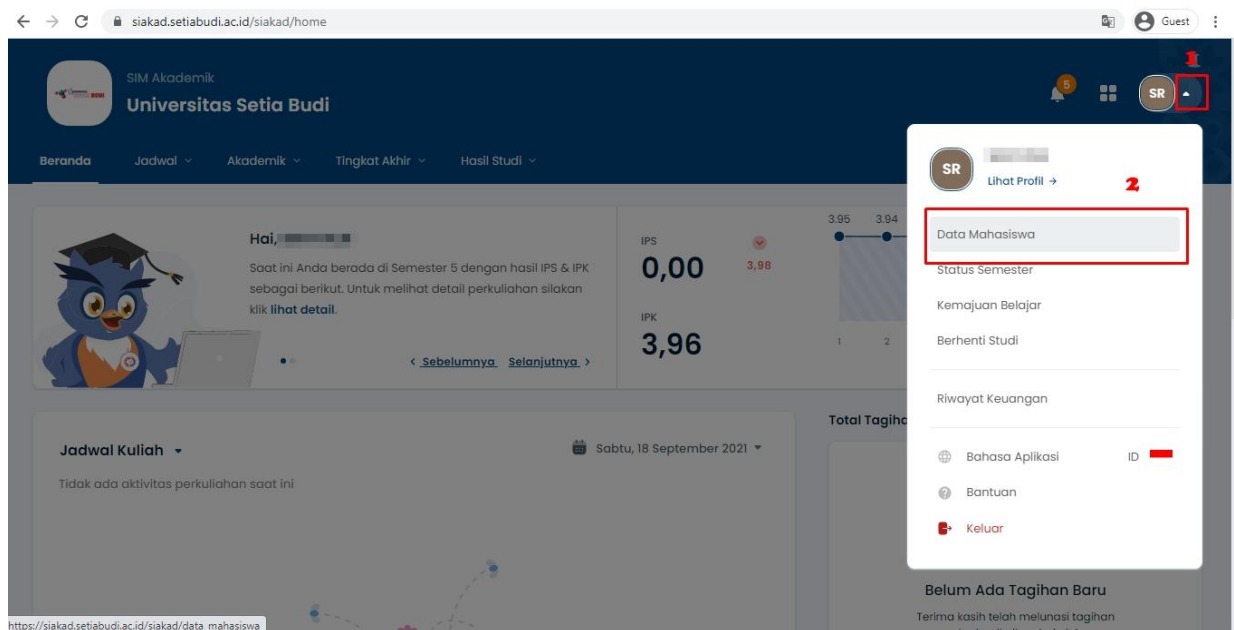 siakad.setiabudi.ac.id/siakad/home
Guest
1
SIM Akademik
Universitas Setia Budi
5
SR
Beranda
Jadwal
Akademik
Tingkat Akhir
Hasil Studi
SR
Lihat Profil →
2
Data Mahasiswa
Status Semester
Kemajuan Belajar
Berhenti Studi
Riwayat Keuangan
Bahasa Aplikasi ID
Bantuan
Keluar
Hai,
Saat ini Anda berada di Semester 5 dengan hasil IPS & IPK
sebagai berikut. Untuk melihat detail perkuliahan silakan
klik lihat detail.
< Sebelumnya Selanjutnya >
IPS
0,00 3,98
IPK
3,96
3.95 3.94
1 2
Jadwal Kuliah
Sabtu, 18 September 2021
Tidak ada aktivitas perkuliahan saat ini
Belum Ada Tagihan Baru
Terima kasih telah melunasi tagihan
https://siakad.setiabudi.ac.id/siakad/data_mahasiswa